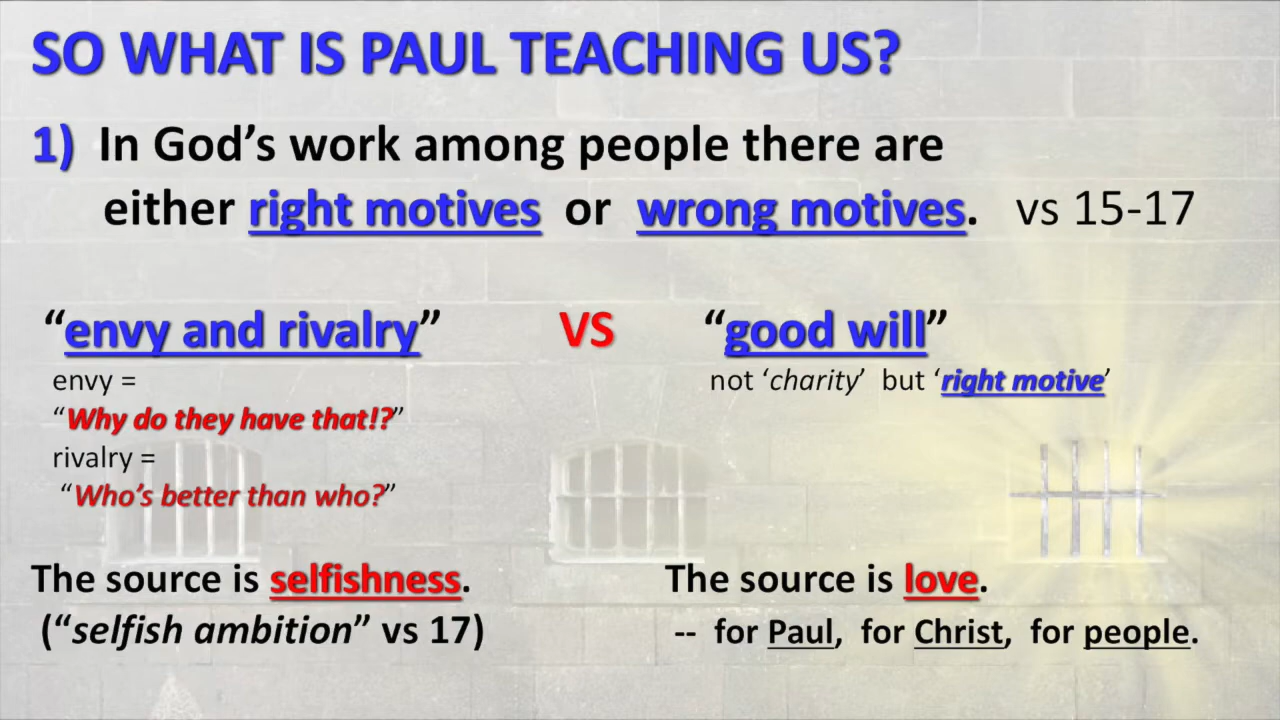 SO WHAT IS PAUL TEACHING US?
1) In God’s work among people there are
either right motives or wrong motives. vs 15-17
“envy and rivalry” VS “good will”
envy = not ‘charity’ but ‘right motive’
“Why do they have that!?”
rivalry =
“Who’s better than who?”
The source is selfishness. The source is love.
(“selfish ambition” vs 17) -- for Paul, for Christ, for people.